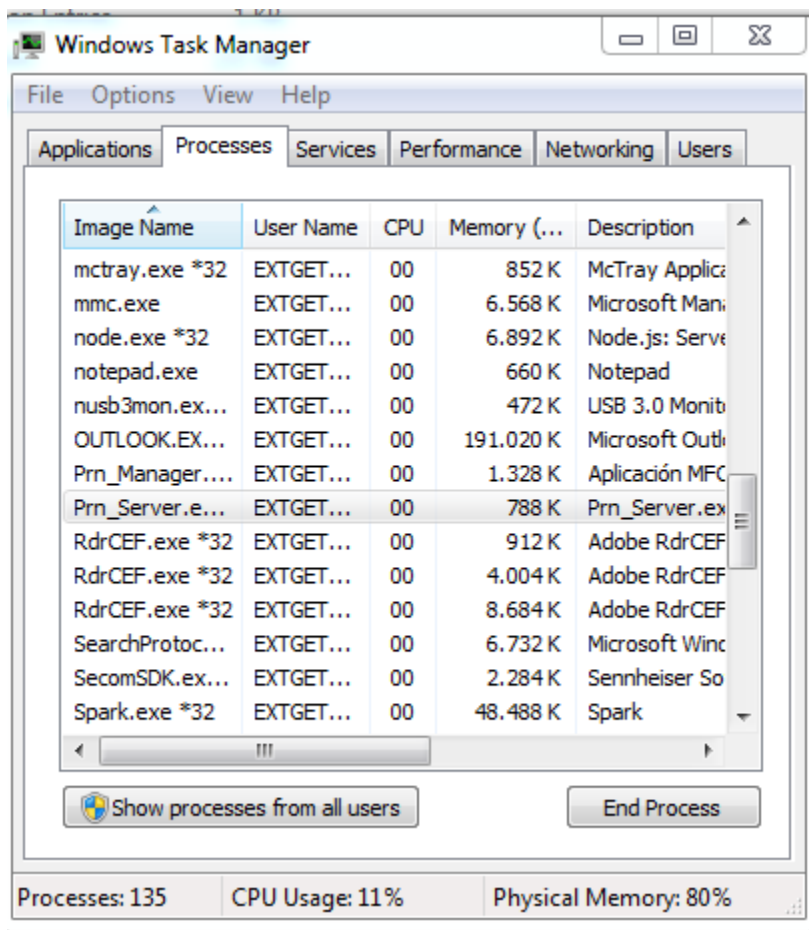 Windows Task Manager
File Options View Help
Applications Processes Services Performance Networking Users
Image Name User Name CPU Memory (... Description
mctray.exe *32 EXTGET... 00 852 K McTray Applica
mmc.exe EXTGET... 00 6.568 K Microsoft Mana
node.exe *32 EXTGET... 00 6.892 K Node.js: Serve
notepad.exe EXTGET... 00 660 K Notepad
nusb3mon.ex... EXTGET... 00 472 K USB 3.0 Monito
OUTLOOK.EX... EXTGET... 00 191.020 K Microsoft Outlo
Prn_Manager.... EXTGET... 00 1.328 K Aplicación MFC
Prn_Server.e... EXTGET... 00 788 K Prn_Server.ex
RdrCEF.exe *32 EXTGET... 00 912 K Adobe RdrCEF
RdrCEF.exe *32 EXTGET... 00 4.004 K Adobe RdrCEF
RdrCEF.exe *32 EXTGET... 00 8.684 K Adobe RdrCEF
SearchProtoc... EXTGET... 00 6.732 K Microsoft Wind
SecomSDK.ex... EXTGET... 00 2.284 K Sennheiser So
Spark.exe *32 EXTGET... 00 48.488 K Spark
Show processes from all users End Process
Processes: 135 CPU Usage: 11% Physical Memory: 80%